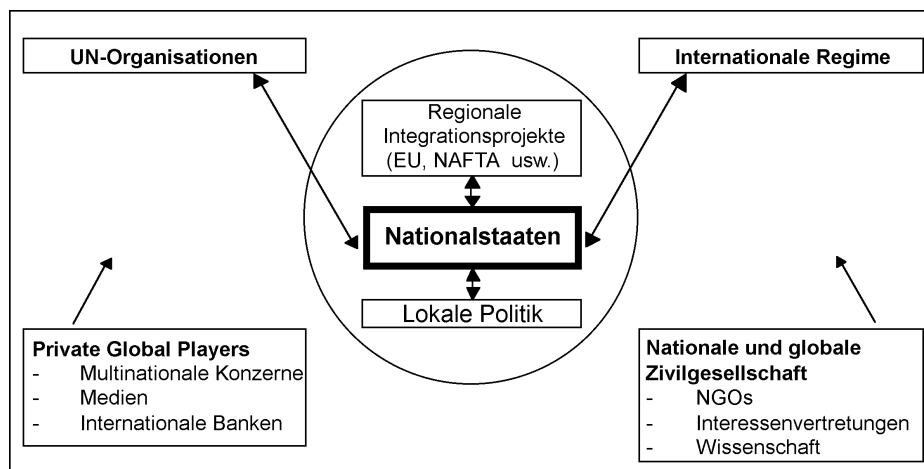 UN-Organisationen
Internationale Regime
Regionale
Integrationsprojekte
(EU, NAFTA usw.)
Nationalstaaten
Lokale Politik
Private Global Players
- Multinationale Konzerne
- Medien
- Internationale Banken
Nationale und globale
Zivilgesellschaft
- NGOs
- Interessenvertretungen
- Wissenschaft